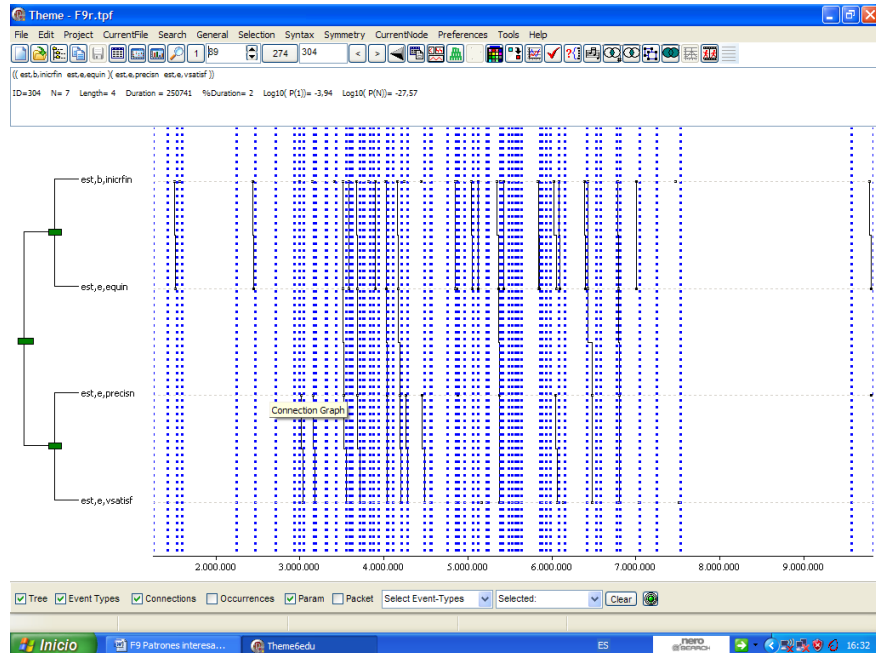 Theme - F9r.tpf
File Edit Project CurrentFile Search General Selection Syntax Symmetry CurrentNode Preferences Tools Help
1 89 274 304 < >
(( est,b,inicrfin est,e,equin )( est,e,precisn est,e,vsatisf ))
ID=304 N= 7 Length= 4 Duration = 250741 %Duration= 2 Log10( P(1))= -3,94 Log10( P(N))= -27,57
est,b,inicrfin
est,e,equin
est,e,precisn
Connection Graph
est,e,vsatisf
2.000.000 3.000.000 4.000.000 5.000.000 6.000.000 7.000.000 8.000.000 9.000.000
Tree Event Types Connections Occurrences Param Packet Select Event-Types Selected: Clear
Inicio F9 Patrones interesa... Theme6edu ES nero SEARCH 16:32